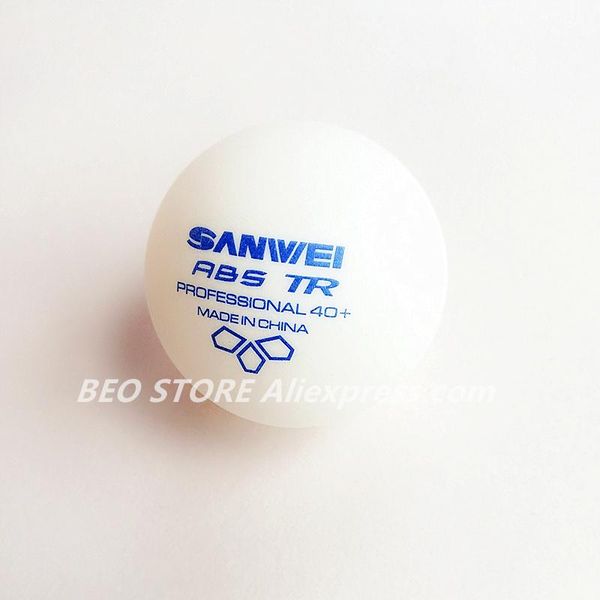 SANWEI
ABS TR
PROFESSIONAL 40+
MADE IN CHINA
BEO STORE Aliexpress.com